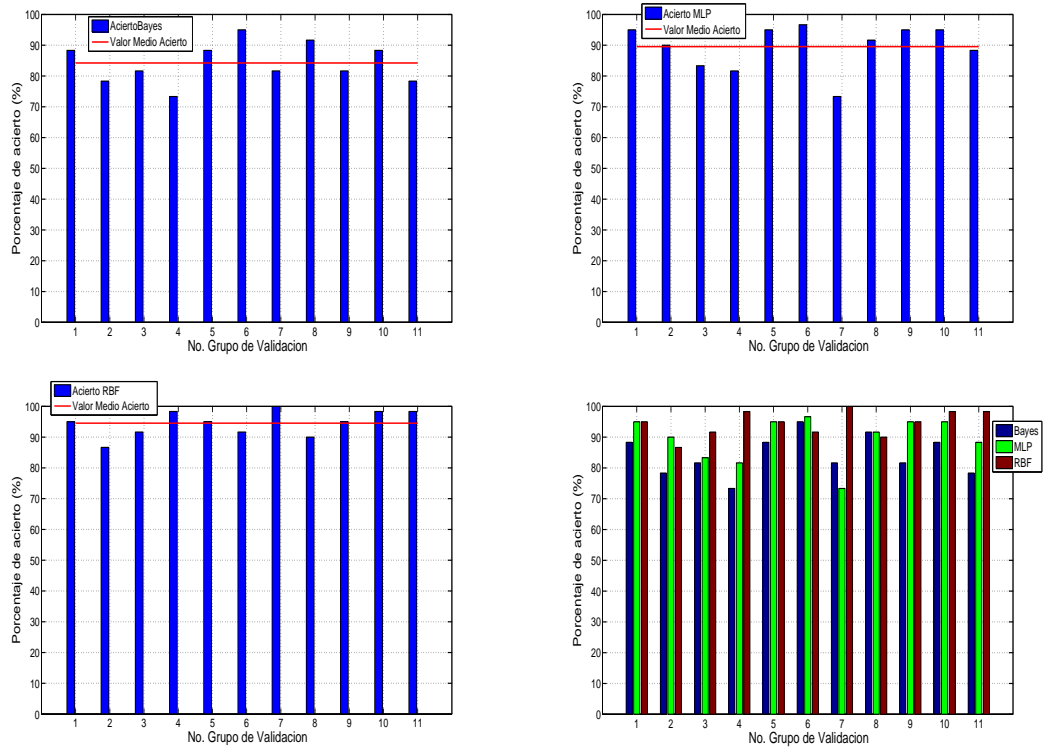 AciertoBayes
Valor Medio Acierto
Porcentaje de acierto (%)
100
90
80
70
60
50
40
30
20
10
0
1 2 3 4 5 6 7 8 9 10 11
No. Grupo de Validacion
Acierto MLP
Valor Medio Acierto
Porcentaje de acierto (%)
100
90
80
70
60
50
40
30
20
10
0
1 2 3 4 5 6 7 8 9 10 11
No. Grupo de Validacion
Acierto RBF
Valor Medio Acierto
Porcentaje de acierto (%)
100
90
80
70
60
50
40
30
20
10
0
1 2 3 4 5 6 7 8 9 10 11
No. Grupo de Validacion
Bayes
MLP
RBF
Porcentaje de acierto (%)
100
90
80
70
60
50
40
30
20
10
0
1 2 3 4 5 6 7 8 9 10 11
No. Grupo de Validacion